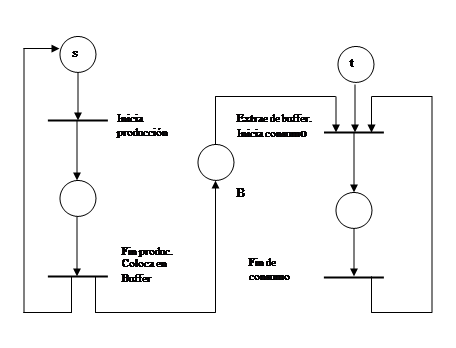 s
t
Inicia
producción
Extrae de buffer.
Inicia consumo
B
Fin produc.
Coloca en
Buffer
Fin de
consumo